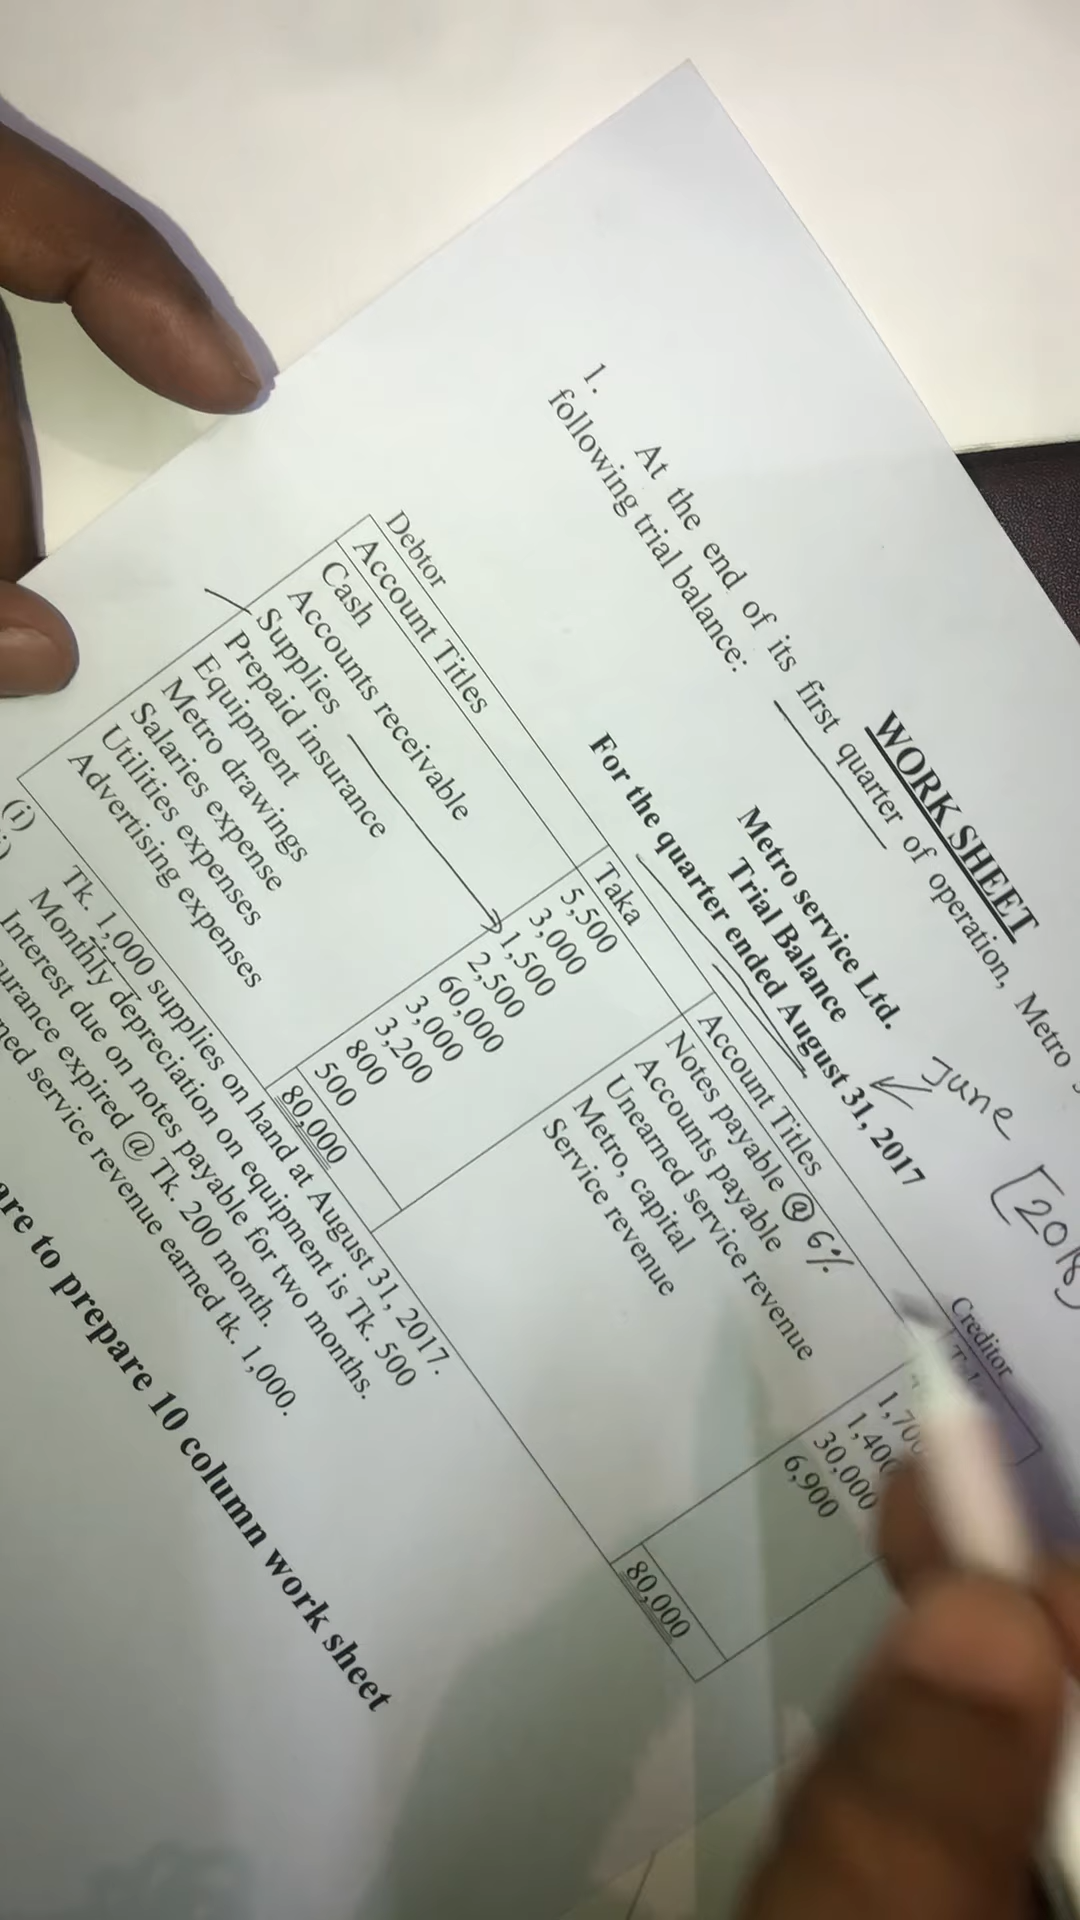 WORK SHEET
1. At the end of its first quarter of operation, Metro
following trial balance:
Metro service Ltd.
Trial Balance
For the quarter ended August 31, 2017
June [2018]
Debtor Creditor
Account Titles Taka Account Titles
Cash 5,500 Notes payable @ 6%
Accounts receivable 3,000 Accounts payable 1,700
Supplies 1,500 Unearned service revenue 1,400
Prepaid insurance 2,500 Metro, capital 30,000
Equipment 60,000 Service revenue 6,900
Metro drawings 3,000
Salaries expense 3,200
Utilities expenses 800
Advertising expenses 500
80,000 80,000
(i) Tk. 1,000 supplies on hand at August 31, 2017.
Monthly depreciation on equipment is Tk. 500
Interest due on notes payable for two months.
expired @ Tk. 200 month.
service revenue earned tk. 1,000.
to prepare 10 column work sheet